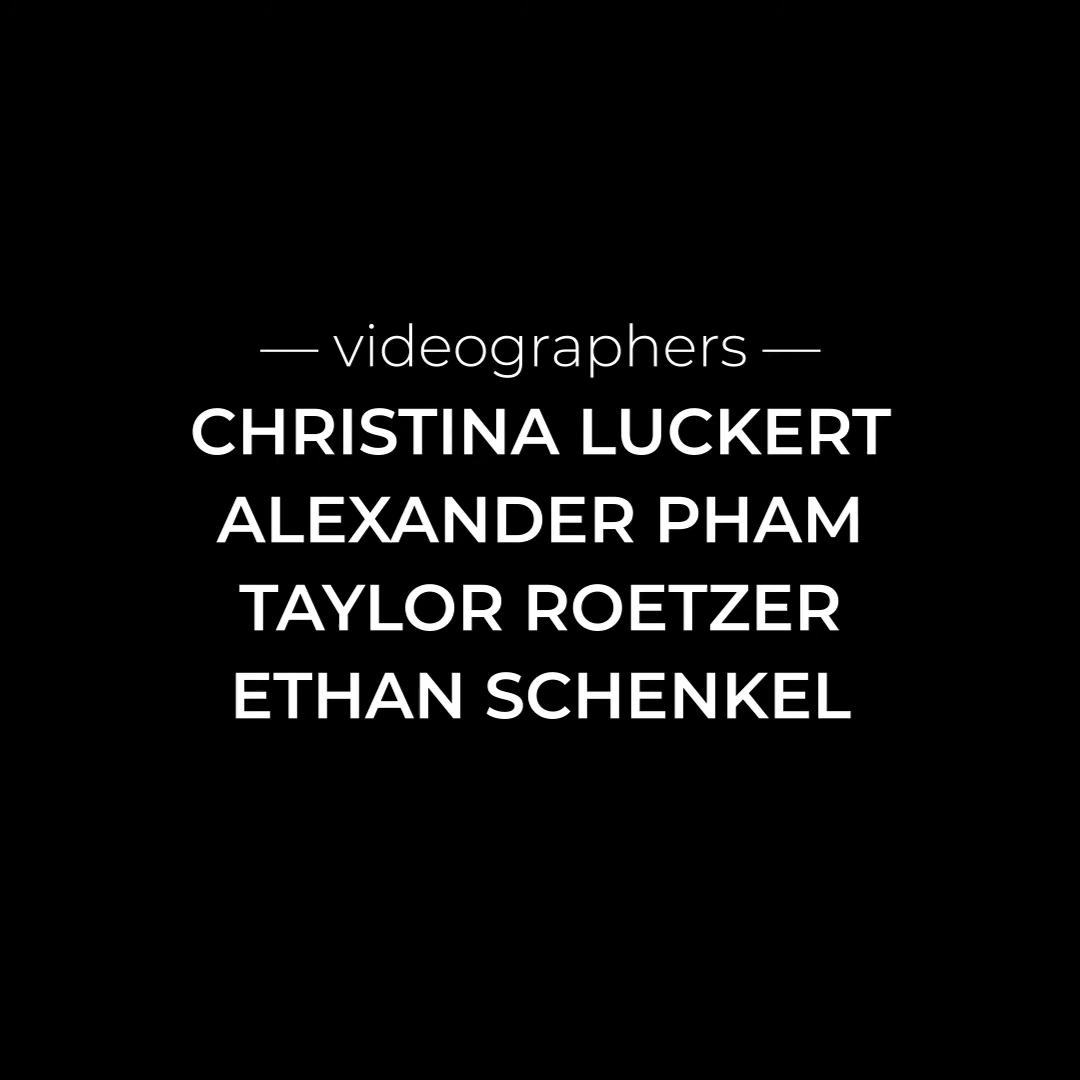 — videographers —
CHRISTINA LUCKERT
ALEXANDER PHAM
TAYLOR ROETZER
ETHAN SCHENKEL